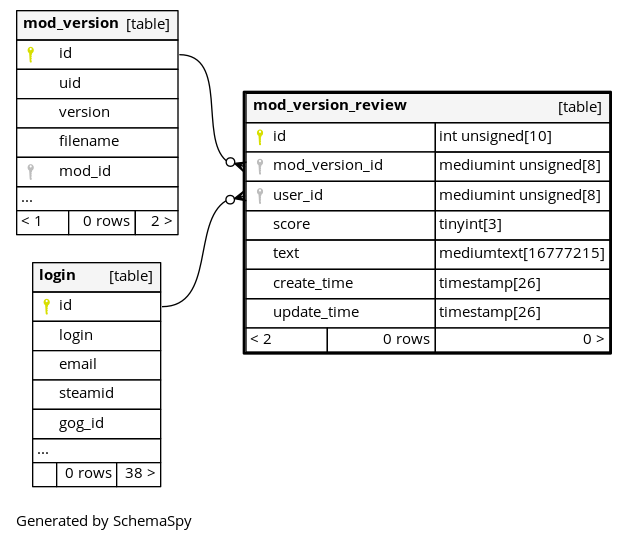 mod_version [table]
id
uid
version
filename
mod_id
...
< 1 0 rows 2 >
mod_version_review [table]
id int unsigned[10]
mod_version_id mediumint unsigned[8]
user_id mediumint unsigned[8]
score tinyint[3]
text mediumtext[16777215]
create_time timestamp[26]
update_time timestamp[26]
< 2 0 rows 0 >
login [table]
id
login
email
steamid
gog_id
...
0 rows 38 >
Generated by SchemaSpy